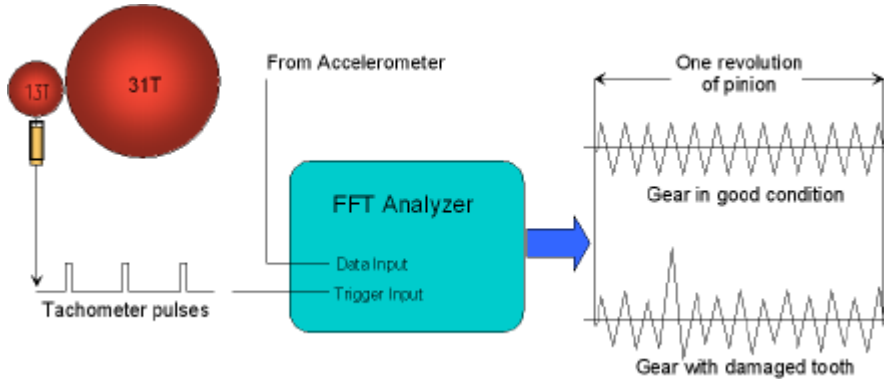 13T
31T
From Accelerometer
One revolution
of pinion
FFT Analyzer
Gear in good condition
Data Input
Trigger Input
Tachometer pulses
Gear with damaged tooth